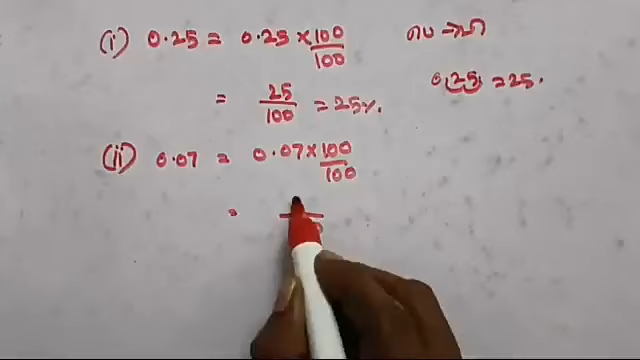 (i) 0.25 = 0.25 × 100/100
= 25/100 = 25%.
0.25 = 25.
(ii) 0.07 = 0.07 × 100/100
=